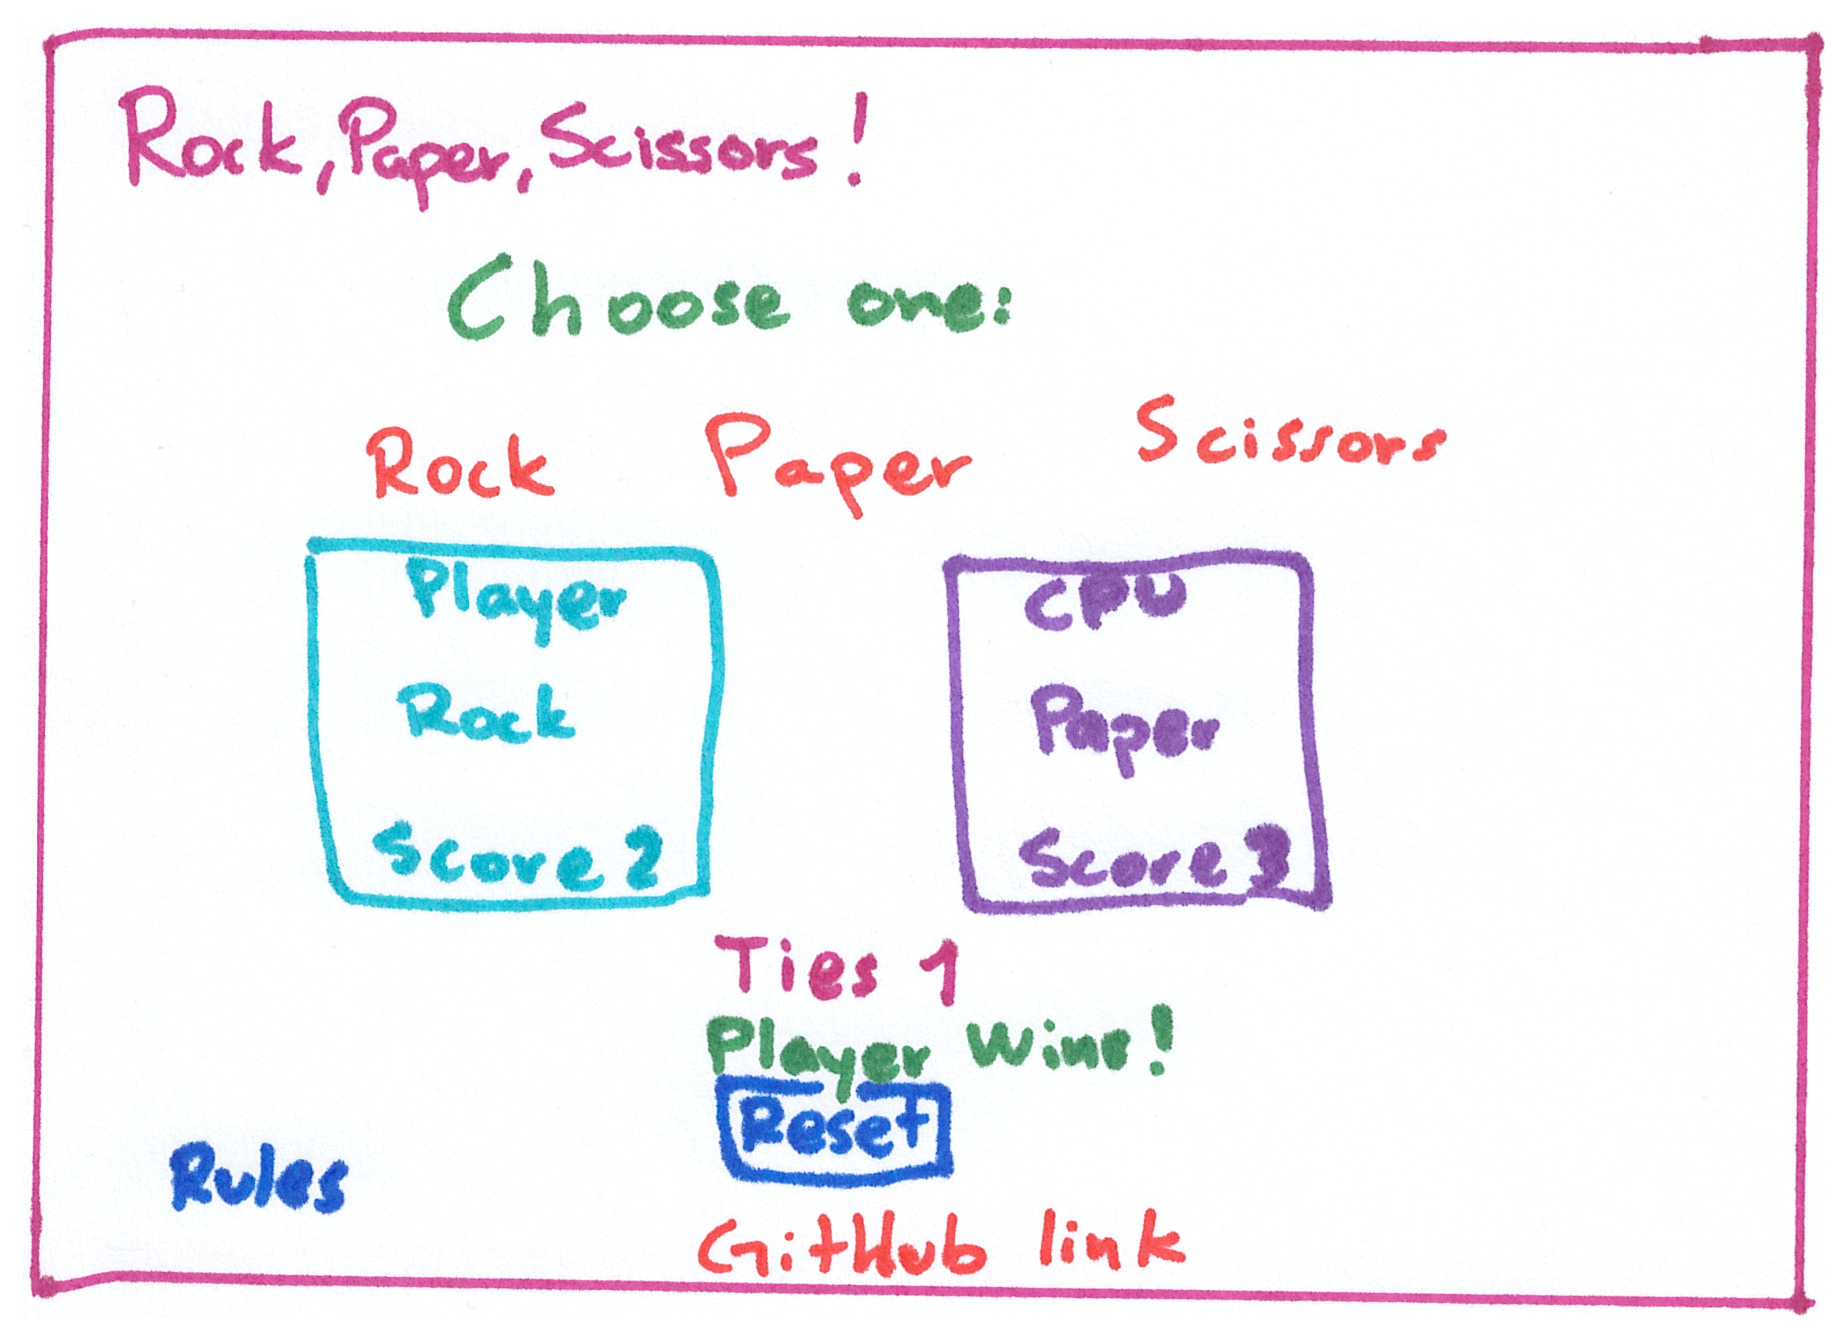 Rock, Paper, Scissors!
Choose one:
Rock Paper Scissors
Player
Rock
Score 2
CPU
Paper
Score 3
Ties 1
Player Wins!
Reset
Rules
GitHub link